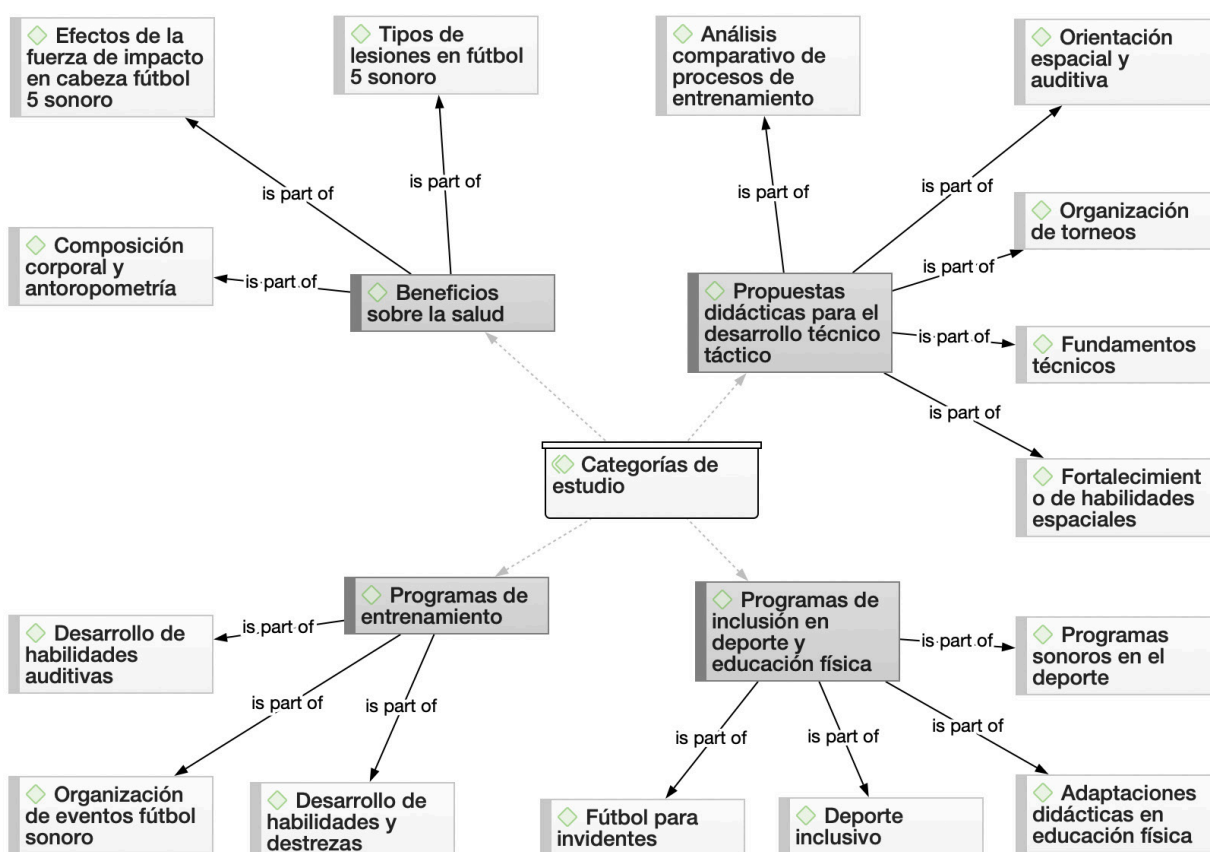 Efectos de la
fuerza de impacto
en cabeza fútbol
5 sonoro
Tipos de
lesiones en fútbol
5 sonoro
Análisis
comparativo de
procesos de
entrenamiento
Orientación
espacial y
auditiva
is part of
is part of
is part of
is part of
Composición
corporal y
antoropometría
is part of
Beneficios
sobre la salud
Propuestas
didácticas para el
desarrollo técnico
táctico
is part of
Organización
de torneos
is part of
Fundamentos
técnicos
is part of
Fortalecimient
o de habilidades
espaciales
Categorías de
estudio
Programas de
entrenamiento
Programas de
inclusión en
deporte y
educación física
Desarrollo de
habilidades
auditivas
is part of
is part of
Programas
sonoros en el
deporte
is part of
is part of
is part of
is part of
is part of
Organización
de eventos fútbol
sonoro
Desarrollo de
habilidades y
destrezas
Fútbol para
invidentes
Deporte
inclusivo
Adaptaciones
didácticas en
educación física